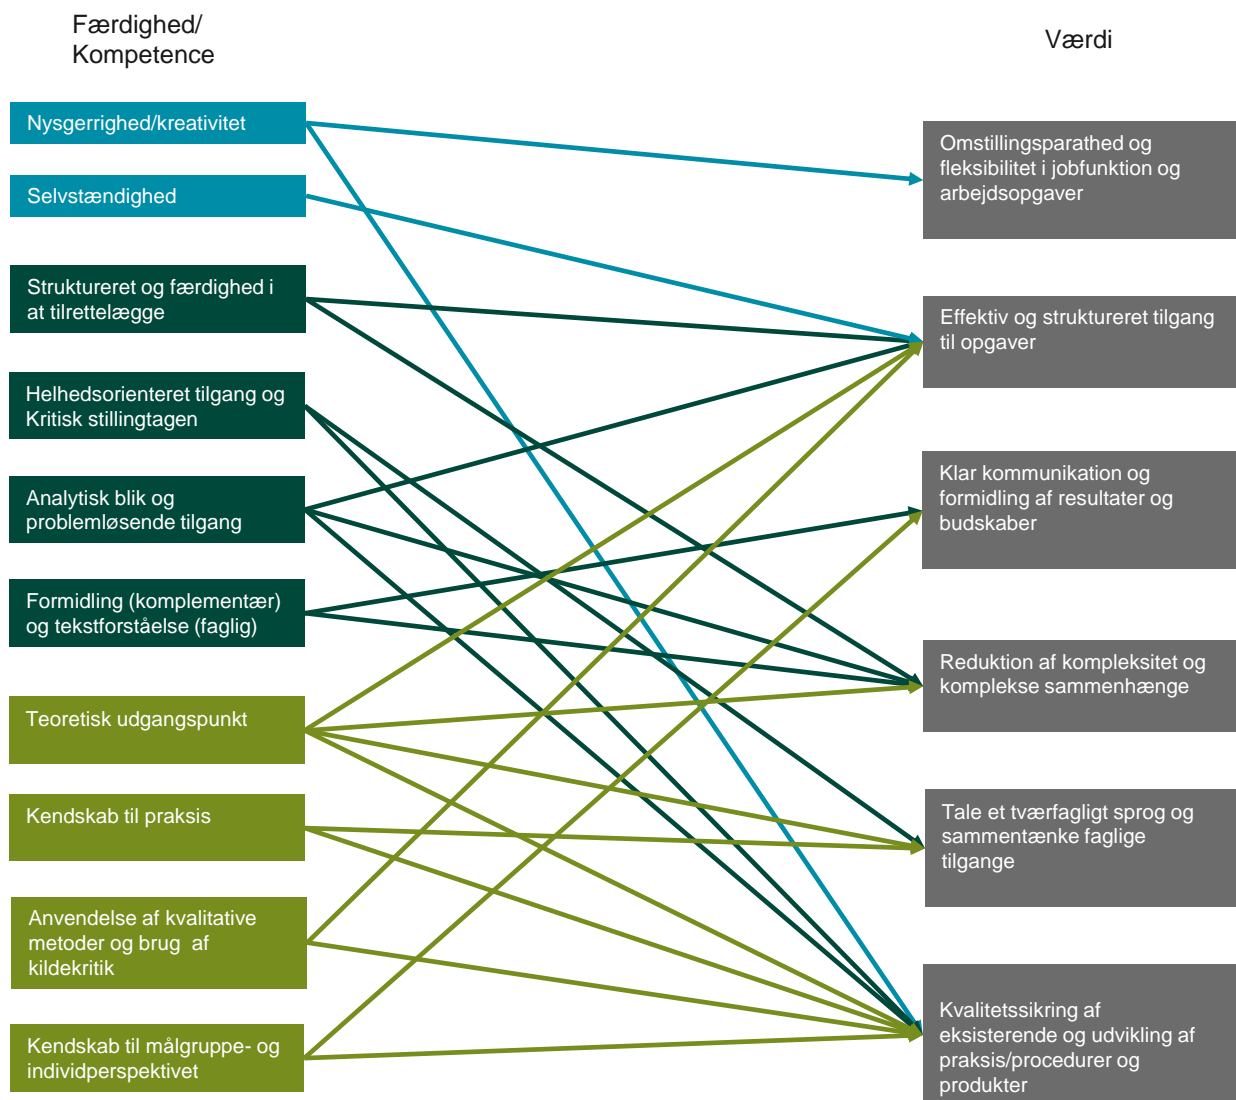 Færdighed/
Kompetence
Værdi
Nysgerrighed/kreativitet
Selvstændighed
Struktureret og færdighed i
at tilrettelægge
Helhedsorienteret tilgang og
Kritisk stillingtagen
Analytisk blik og
problemløsende tilgang
Formidling (komplementær)
og tekstforståelse (faglig)
Teoretisk udgangspunkt
Kendskab til praksis
Anvendelse af kvalitative
metoder og brug af
kildekritik
Kendskab til målgruppe- og
individperspektivet
Omstillingsparathed og
fleksibilitet i jobfunktion og
arbejdsopgaver
Effektiv og struktureret tilgang
til opgaver
Klar kommunikation og
formidling af resultater og
budskaber
Reduktion af kompleksitet og
komplekse sammenhænge
Tale et tværfagligt sprog og
sammentænke faglige
tilgange
Kvalitetssikring af
eksisterende og udvikling af
praksis/procedurer og
produkter